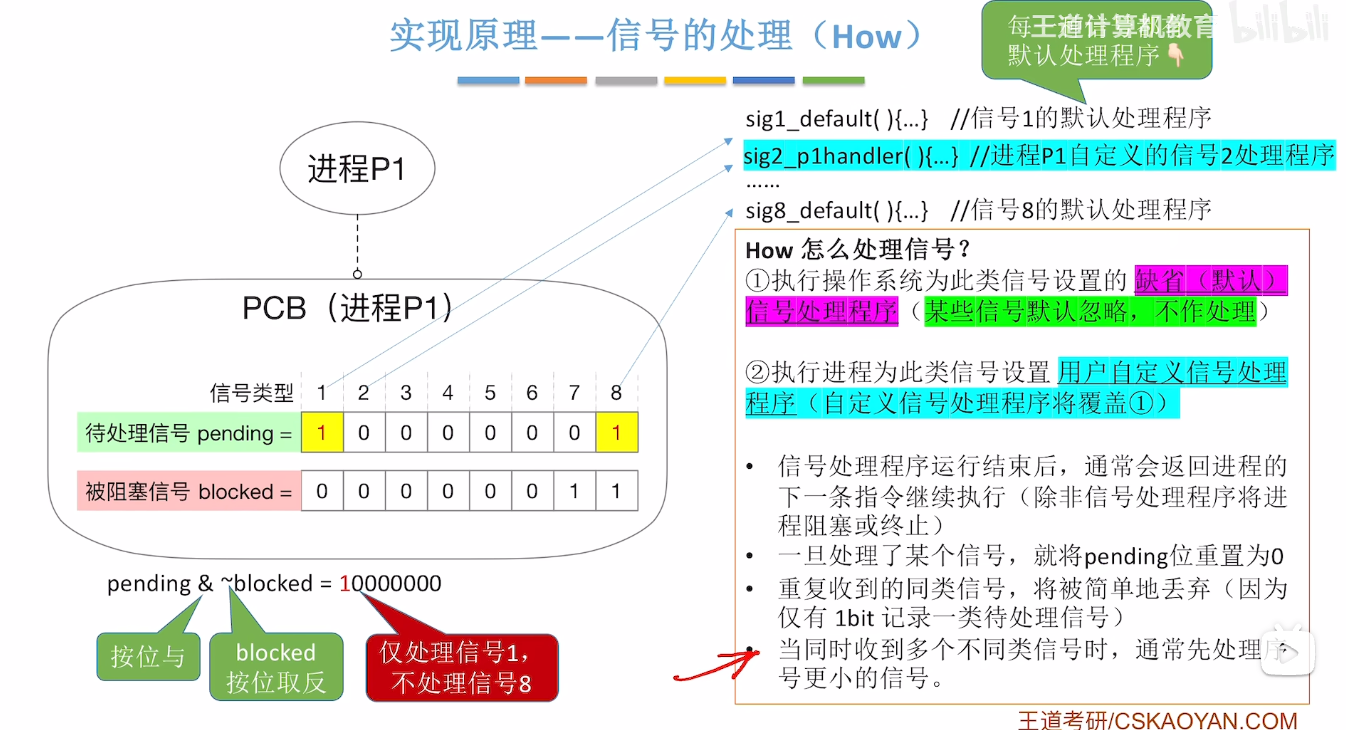 实现原理——信号的处理（How）
王道计算机教育
bilibili
每
默认处理程序👇🏻
sig1_default( ){…} //信号1的默认处理程序
sig2_p1handler( ){…} //进程P1自定义的信号2处理程序
……
sig8_default( ){…} //信号8的默认处理程序
进程P1
PCB（进程P1）
信号类型 1 2 3 4 5 6 7 8
待处理信号 pending = 1 0 0 0 0 0 0 1
被阻塞信号 blocked = 0 0 0 0 0 0 1 1
pending & ~blocked = 10000000
按位与
blocked
按位取反
仅处理信号1，
不处理信号8
How 怎么处理信号？
①执行操作系统为此类信号设置的 缺省（默认）
信号处理程序（某些信号默认忽略，不作处理）
②执行进程为此类信号设置 用户自定义信号处理
程序（自定义信号处理程序将覆盖①）
• 信号处理程序运行结束后，通常会返回进程的
下一条指令继续执行（除非信号处理程序将进
程阻塞或终止）
• 一旦处理了某个信号，就将pending位重置为0
• 重复收到的同类信号，将被简单地丢弃（因为
仅有 1bit 记录一类待处理信号）
• 当同时收到多个不同类信号时，通常先处理序
号更小的信号。
王道考研/CSKAOYAN.COM